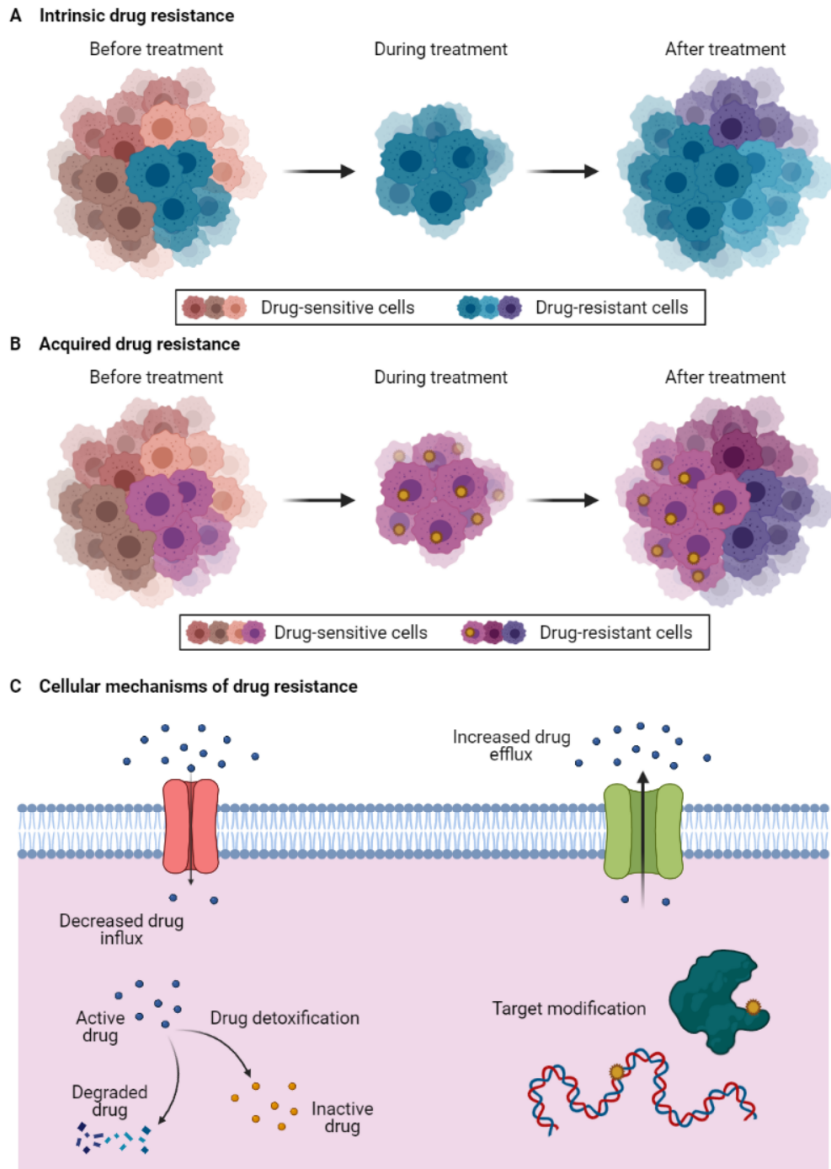 A Intrinsic drug resistance
Before treatment
During treatment
After treatment
Drug-sensitive cells
Drug-resistant cells
B Acquired drug resistance
Before treatment
During treatment
After treatment
Drug-sensitive cells
Drug-resistant cells
C Cellular mechanisms of drug resistance
Increased drug
efflux
Decreased drug
influx
Active
drug
Drug detoxification
Degraded
drug
Inactive
drug
Target modification